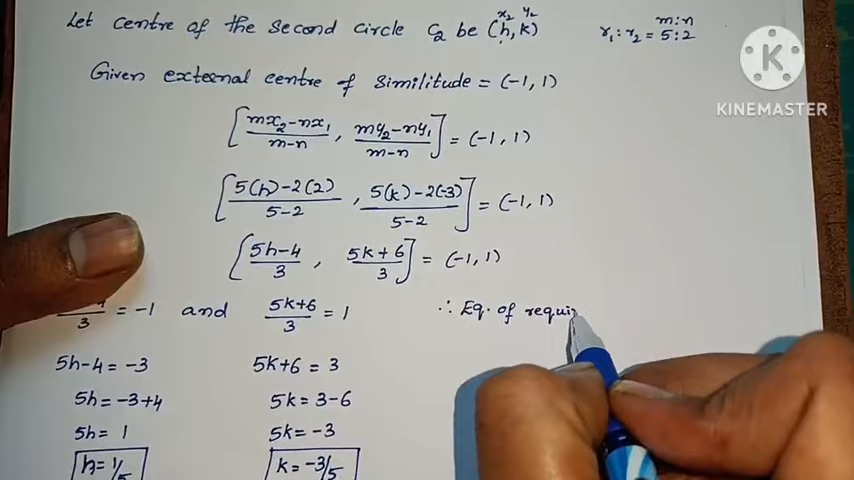 x₂ y₂
Let centre of the second circle C₂ be (h, k)
m:n
r₁:r₂ = 5:2
Given external centre of similitude = (-1, 1)
[(mx₂-nx₁)/(m-n), (my₂-ny₁)/(m-n)] = (-1, 1)
[(5(h)-2(2))/(5-2), (5(k)-2(-3))/(5-2)] = (-1, 1)
[(5h-4)/3, (5k+6)/3] = (-1, 1)
/3 = -1 and (5k+6)/3 = 1
∴ Eq. of requi
5h-4 = -3 5k+6 = 3
5h = -3+4 5k = 3-6
5h = 1 5k = -3
h = 1/5 k = -3/5
K
KINEMASTER